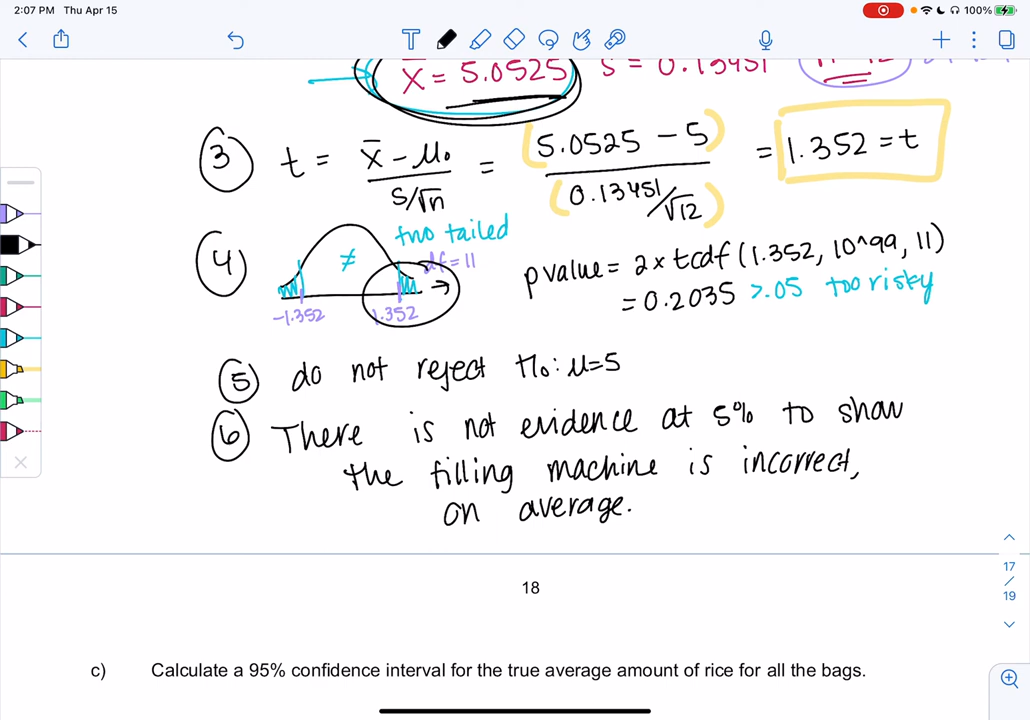 2:07 PM Thu Apr 15
100%
x̄ = 5.0525 s = 0.13451
③ t = x̄ - μ₀ / s/√n = (5.0525 - 5) / (0.13451/√12) = 1.352 = t
④ two tailed
≠ df = 11
-1.352 1.352
p value = 2 x tcdf (1.352, 10^99, 11)
= 0.2035 >.05 too risky
⑤ do not reject H₀: μ=5
⑥ There is not evidence at 5% to show
the filling machine is incorrect,
on average.
17
/
19
18
c) Calculate a 95% confidence interval for the true average amount of rice for all the bags.